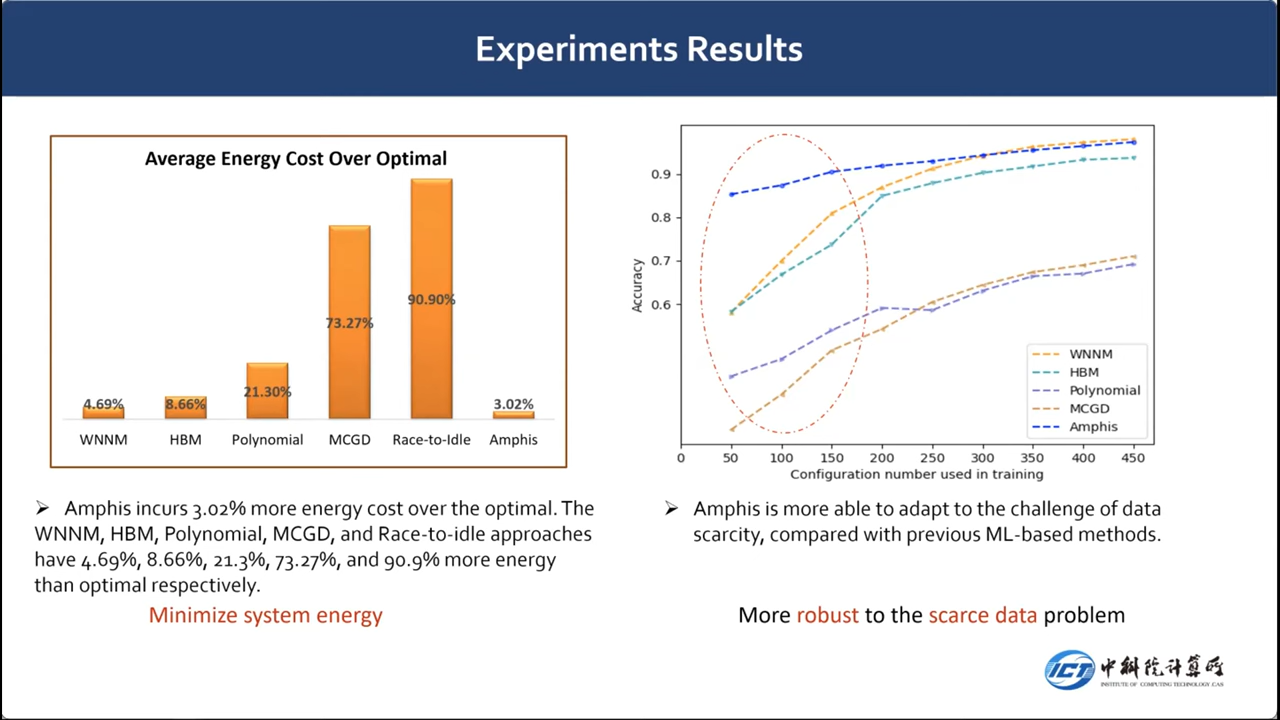 Experiments Results
Average Energy Cost Over Optimal
4.69%
8.66%
21.30%
73.27%
90.90%
3.02%
WNNM
HBM
Polynomial
MCGD
Race-to-Idle
Amphis
➢ Amphis incurs 3.02% more energy cost over the optimal. The
WNNM, HBM, Polynomial, MCGD, and Race-to-idle approaches
have 4.69%, 8.66%, 21.3%, 73.27%, and 90.9% more energy
than optimal respectively.
Minimize system energy
Accuracy
0.9
0.8
0.7
0.6
WNNM
HBM
Polynomial
MCGD
Amphis
0 50 100 150 200 250 300 350 400 450
Configuration number used in training
➢ Amphis is more able to adapt to the challenge of data
scarcity, compared with previous ML-based methods.
More robust to the scarce data problem
ICT 中科院计算所
INSTITUTE OF COMPUTING TECHNOLOGY.CAS